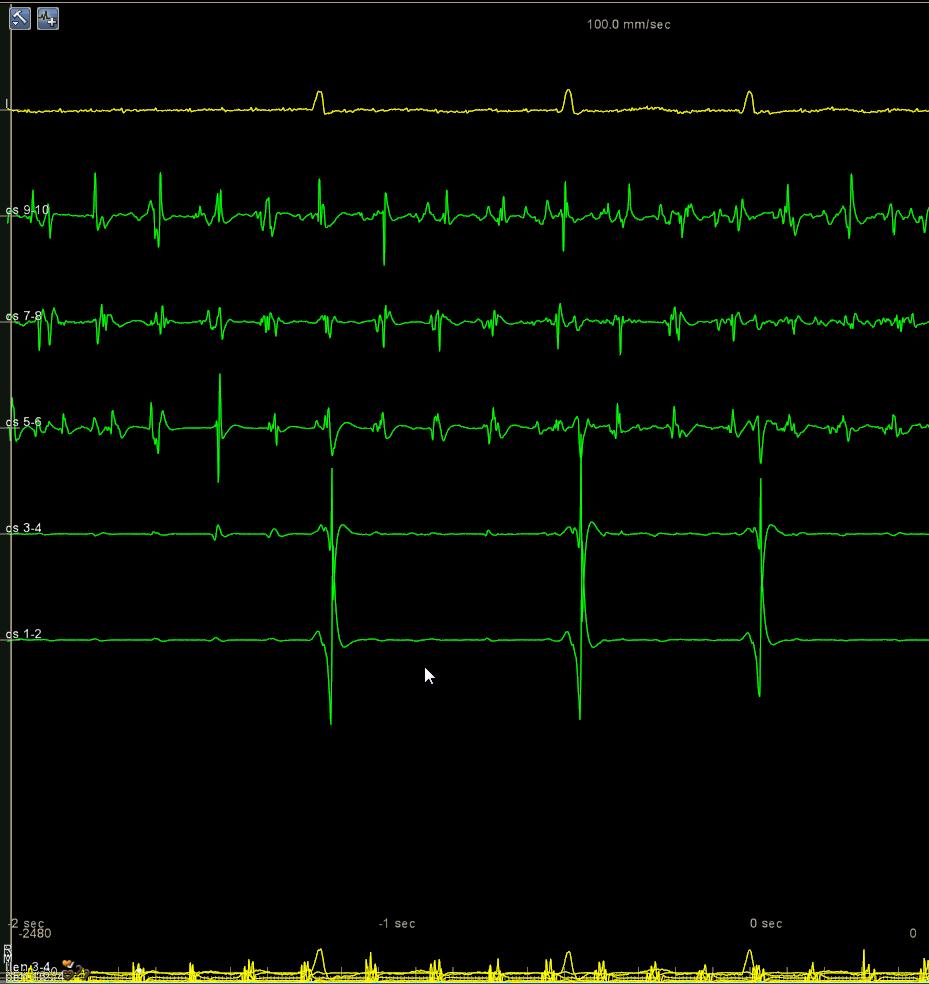 100.0 mm/sec
I
cs 9-10
cs 7-8
cs 5-6
cs 3-4
cs 1-2
-2 sec
-1 sec
0 sec
-2480
0